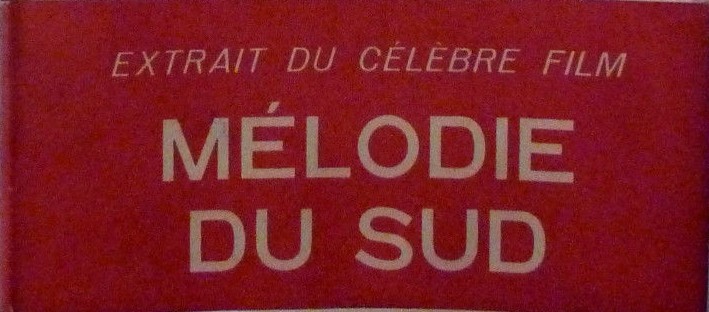 EXTRAIT DU CÉLÈBRE FILM
MÉLODIE
DU SUD